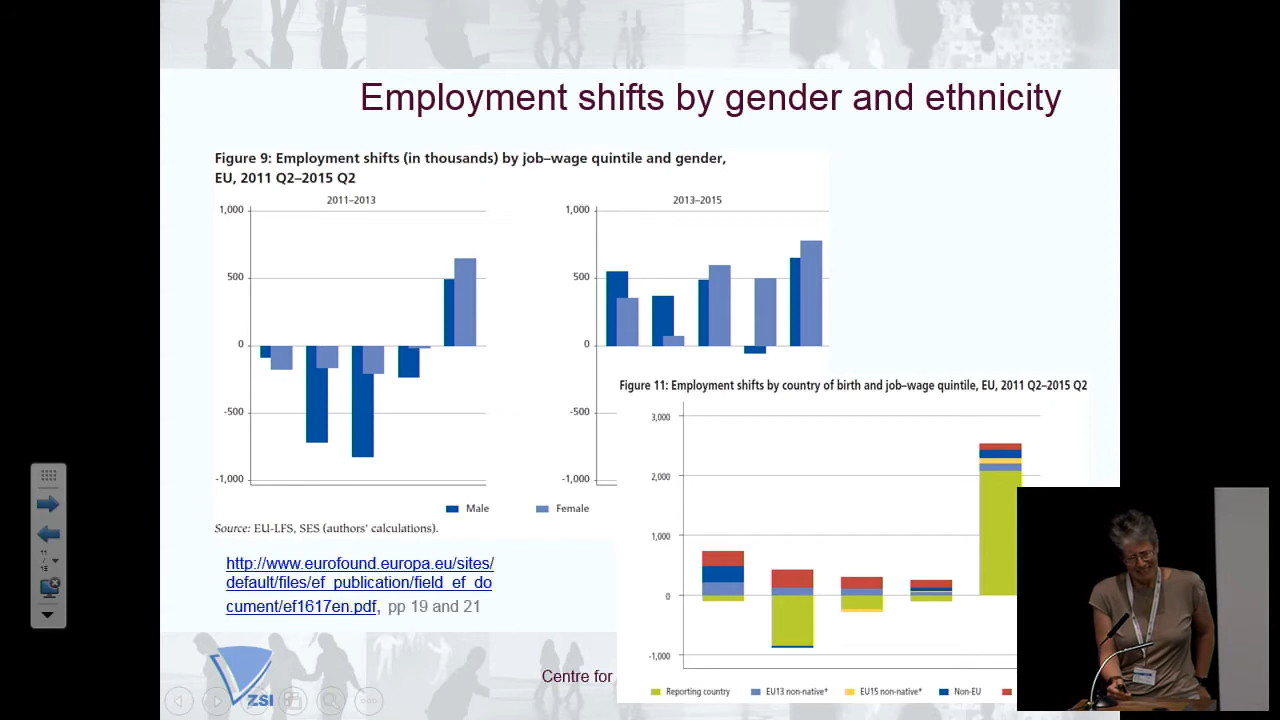 Employment shifts by gender and ethnicity
Figure 9: Employment shifts (in thousands) by job–wage quintile and gender,
EU, 2011 Q2–2015 Q2
2011–2013
2013–2015
1,000
500
0
-500
-1,000
1,000
500
0
-500
-1,000
Male
Female
Source: EU-LFS, SES (authors’ calculations).
http://www.eurofound.europa.eu/sites/
default/files/ef_publication/field_ef_do
cument/ef1617en.pdf, pp 19 and 21
Figure 11: Employment shifts by country of birth and job–wage quintile, EU, 2011 Q2–2015 Q2
3,000
2,000
1,000
0
-1,000
Reporting country
EU13 non-native*
EU15 non-native*
Non-EU
ZSI
Centre for
11
/